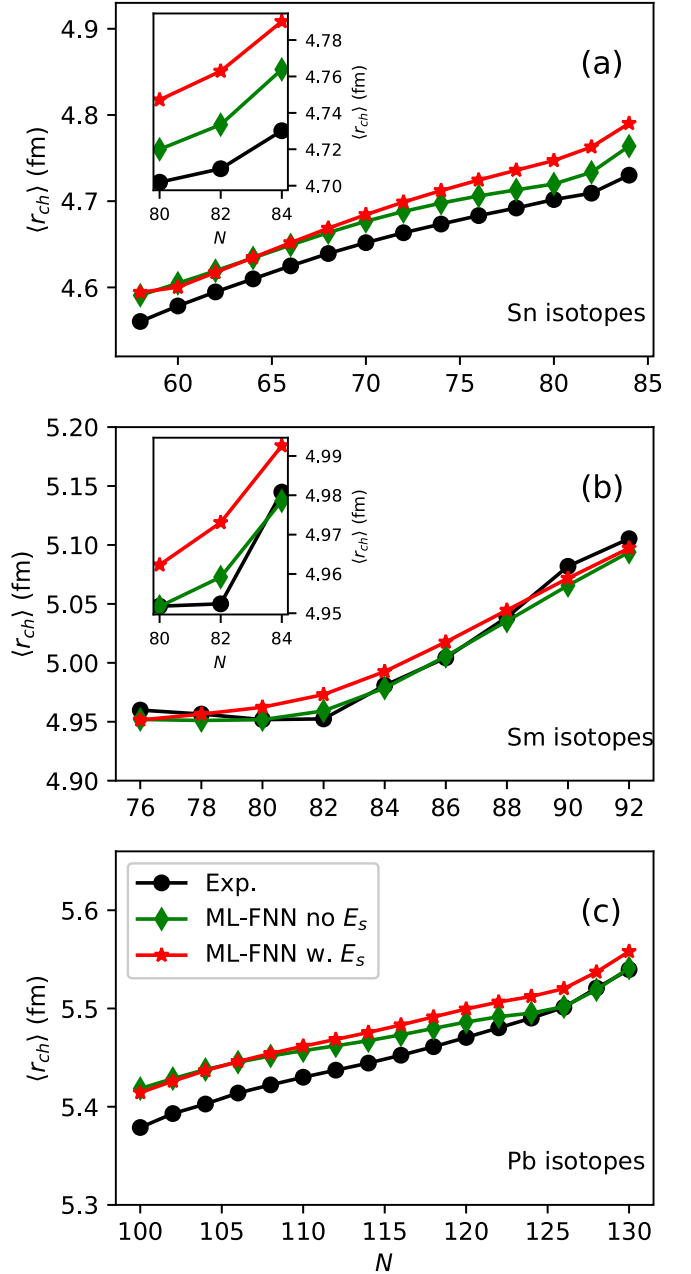 4.9
4.8
4.7
4.6
⟨r_ch⟩ (fm)
4.78
4.76
4.74
4.72
4.70
⟨r_ch⟩ (fm)
80 82 84
N
(a)
Sn isotopes
60 65 70 75 80 85
5.20
5.15
5.10
5.05
5.00
4.95
4.90
⟨r_ch⟩ (fm)
4.99
4.98
4.97
4.96
4.95
⟨r_ch⟩ (fm)
80 82 84
N
(b)
Sm isotopes
76 78 80 82 84 86 88 90 92
5.6
5.5
5.4
5.3
⟨r_ch⟩ (fm)
Exp.
ML-FNN no E_s
ML-FNN w. E_s
(c)
Pb isotopes
100 105 110 115 120 125 130
N